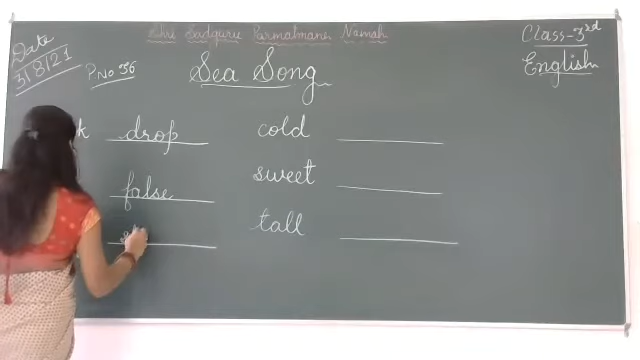 Shri Sadguru Parmatmane Namah
Class-3rd
Date
3/8/21
P.No 36
Sea Song
English
drop cold
false sweet
tall